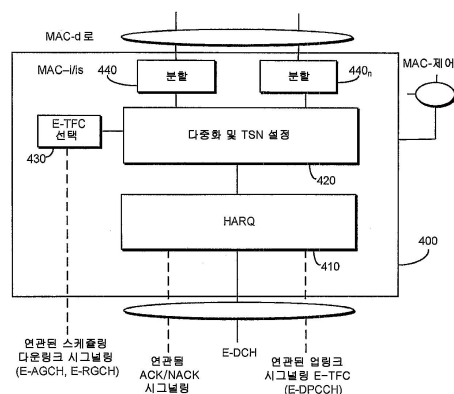 MAC-d 로
MAC-i/is
440
분할
분할
440n
MAC-제어
E-TFC
선택
430
다중화 및 TSN 설정
420
HARQ
410
400
연관된 스케쥴링
다운링크 시그널링
(E-AGCH, E-RGCH)
연관됨
ACK/NACK
시그널링
E-DCH
연관된 업링크
시그널링 E-TFC
(E-DPCCH)